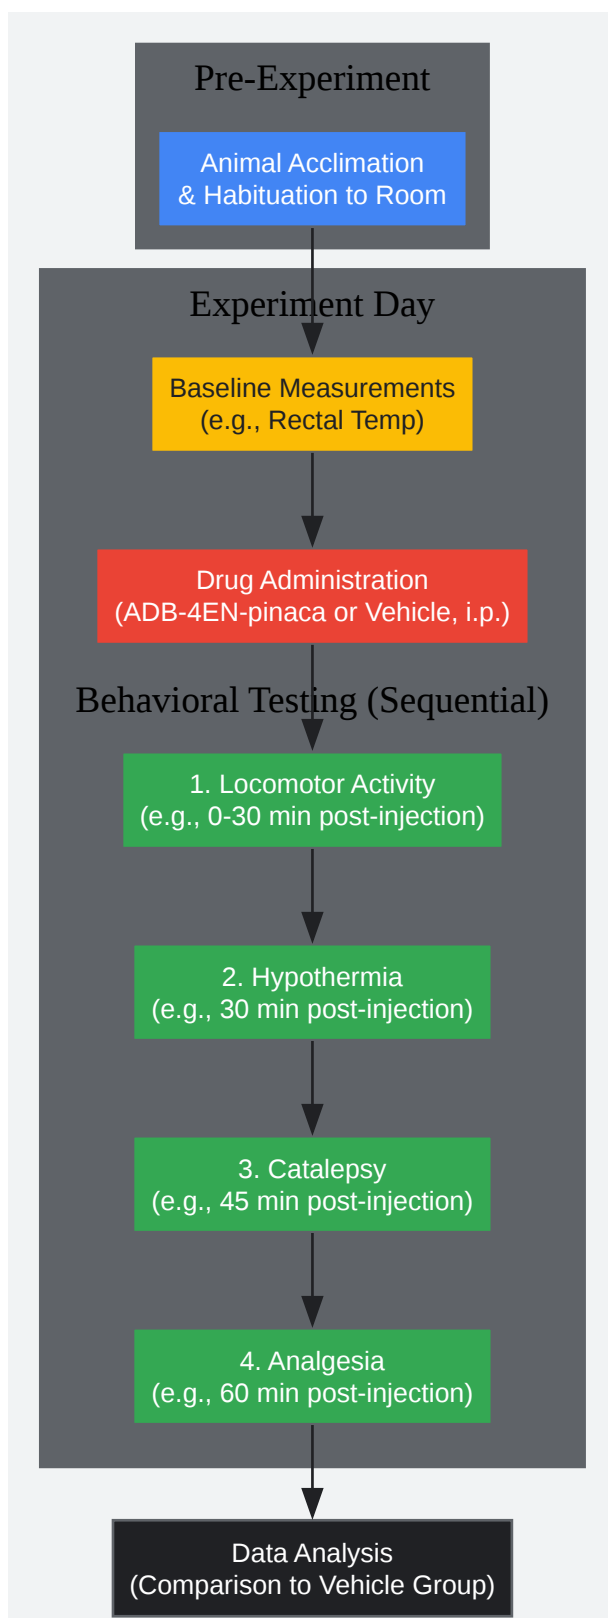 Pre-Experiment
Animal Acclimation
& Habituation to Room
Experiment Day
Baseline Measurements
(e.g., Rectal Temp)
Drug Administration
(ADB-4EN-pinaca or Vehicle, i.p.)
Behavioral Testing (Sequential)
1. Locomotor Activity
(e.g., 0-30 min post-injection)
2. Hypothermia
(e.g., 30 min post-injection)
3. Catalepsy
(e.g., 45 min post-injection)
4. Analgesia
(e.g., 60 min post-injection)
Data Analysis
(Comparison to Vehicle Group)